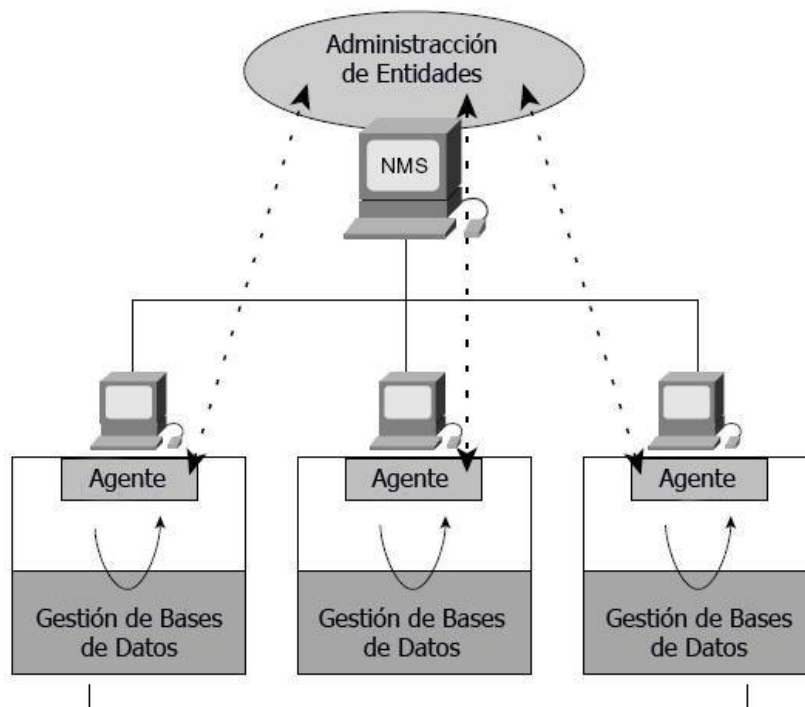 Administracción
de Entidades
NMS
Agente
Agente
Agente
Gestión de Bases
de Datos
Gestión de Bases
de Datos
Gestión de Bases
de Datos